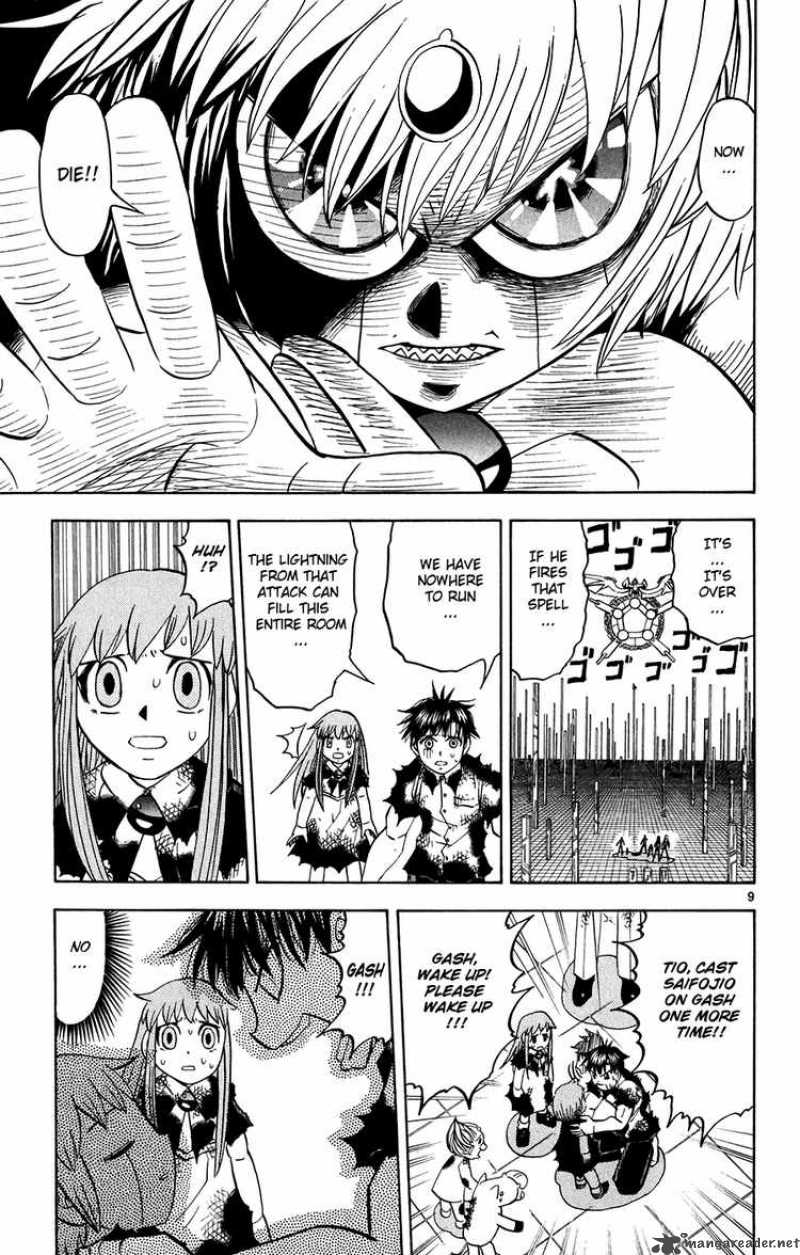 NOW
...
DIE!!
IT'S
...
IT'S
OVER
...
ゴゴゴ
ゴゴゴゴゴ
IF HE
FIRES
THAT
SPELL
...
WE HAVE
NOWHERE
TO RUN
...
THE LIGHTNING
FROM THAT
ATTACK CAN
FILL THIS
ENTIRE ROOM
...
HUH
!?
9
TIO, CAST
SAIFOJIO
ON GASH
ONE MORE
TIME!!
GASH,
WAKE UP!
PLEASE
WAKE UP
!!!
GASH
!!!
NO
...
mangareader.net